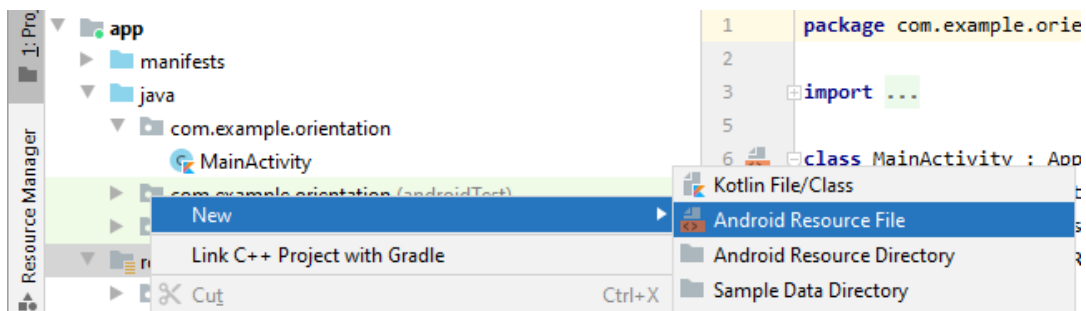 1: Proj
app
manifests
java
com.example.orientation
MainActivity
com.example.orientation (androidTest)
Resource Manager
1 package com.example.orie
2
3 import ...
5
6 class MainActivity : App
New
Link C++ Project with Gradle
Cut Ctrl+X
Kotlin File/Class
Android Resource File
Android Resource Directory
Sample Data Directory